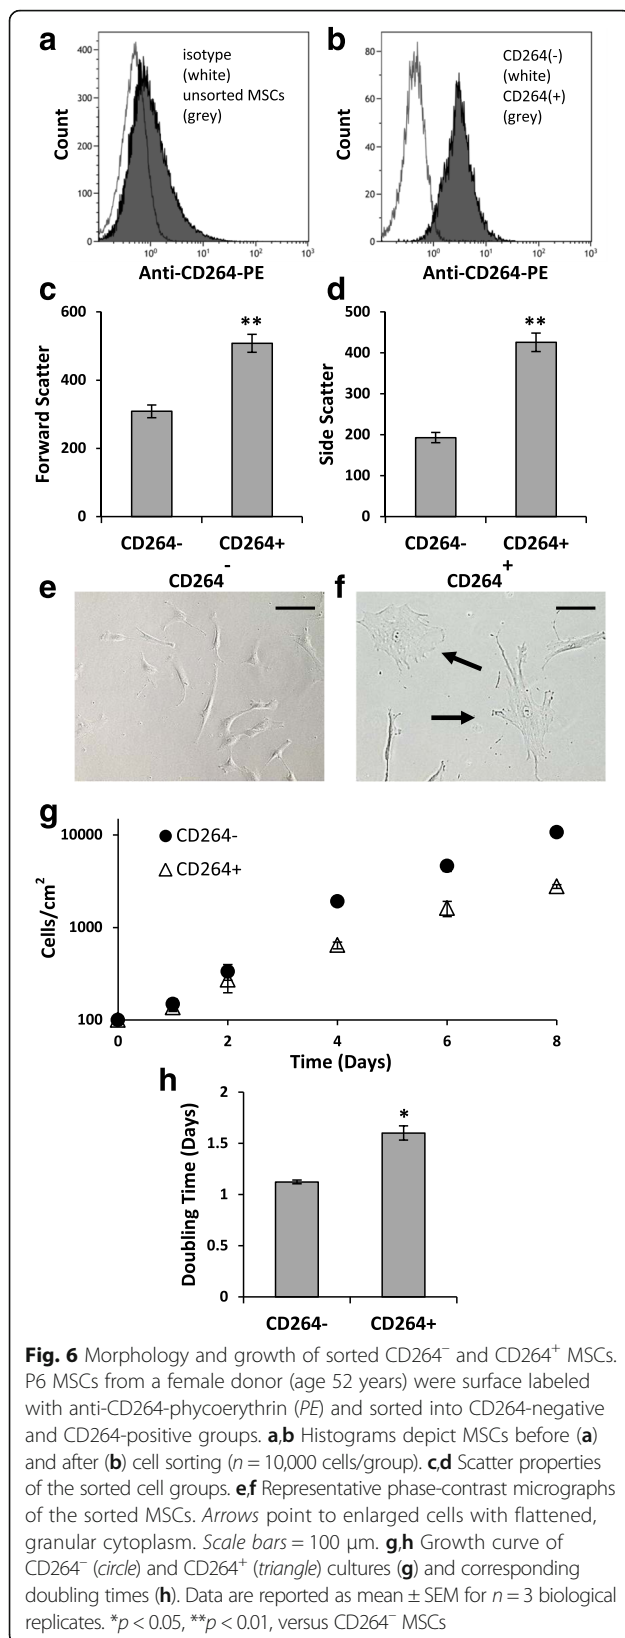 a
isotype
(white)
unsorted MSCs
(grey)
Count
400
300
200
100
0
10⁰ 10¹ 10² 10³
Anti-CD264-PE
b
CD264(-)
(white)
CD264(+)
(grey)
Count
80
60
40
20
0
10⁰ 10¹ 10² 10³
Anti-CD264-PE
c
Forward Scatter
600
400
200
0
**
CD264- CD264+
d
Side Scatter
500
400
300
200
100
0
**
CD264- CD264+
e
CD264-
f
CD264+
g
Cells/cm²
10000
1000
100
CD264-
CD264+
0 2 4 6 8
Time (Days)
h
Doubling Time (Days)
2
1.5
1
0.5
0
*
CD264- CD264+
Fig. 6 Morphology and growth of sorted CD264⁻ and CD264⁺ MSCs.
P6 MSCs from a female donor (age 52 years) were surface labeled
with anti-CD264-phycoerythrin (PE) and sorted into CD264-negative
and CD264-positive groups. a,b Histograms depict MSCs before (a)
and after (b) cell sorting (n = 10,000 cells/group). c,d Scatter properties
of the sorted cell groups. e,f Representative phase-contrast micrographs
of the sorted MSCs. Arrows point to enlarged cells with flattened,
granular cytoplasm. Scale bars = 100 μm. g,h Growth curve of
CD264⁻ (circle) and CD264⁺ (triangle) cultures (g) and corresponding
doubling times (h). Data are reported as mean ± SEM for n = 3 biological
replicates. *p < 0.05, **p < 0.01, versus CD264⁻ MSCs